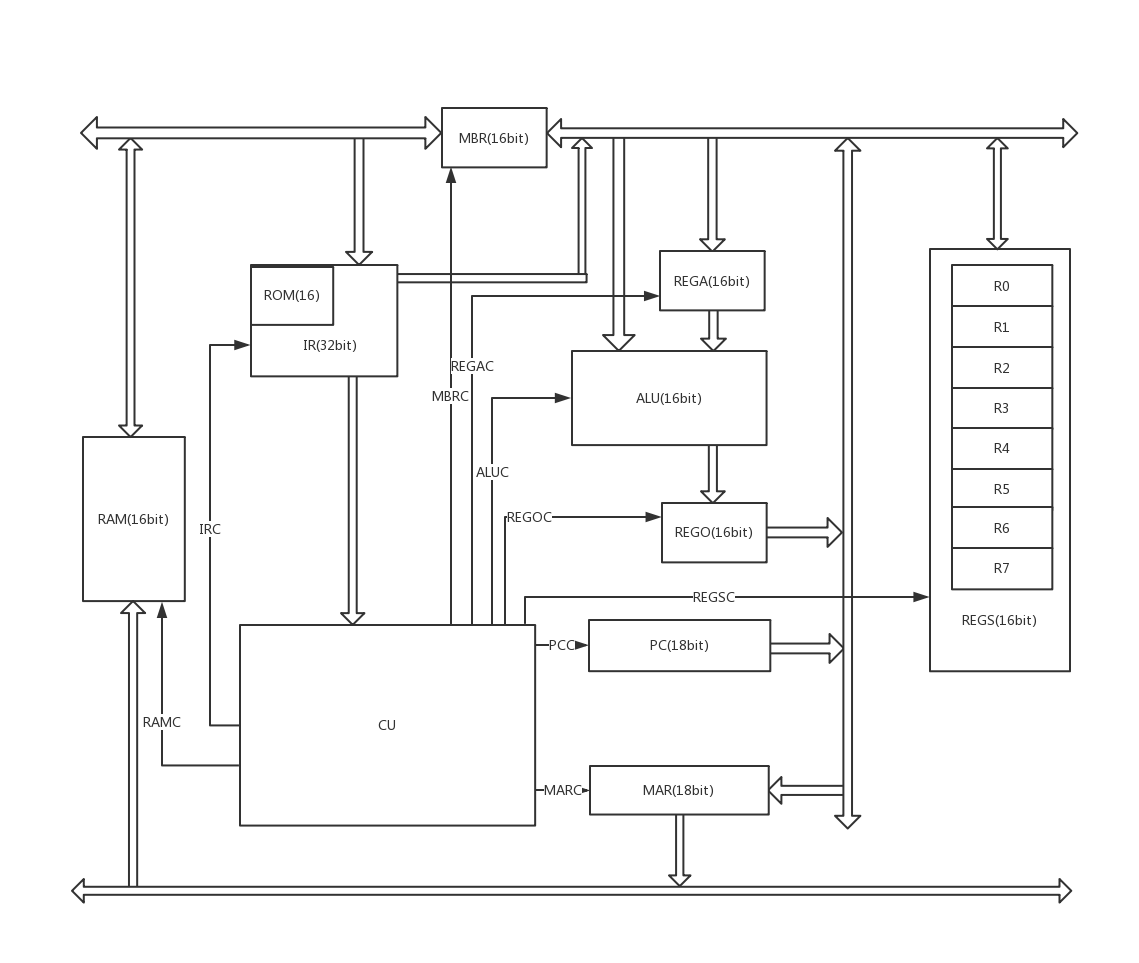 MBR(16bit)
ROM(16)
IR(32bit)
REGA(16bit)
R0
R1
R2
R3
R4
R5
R6
R7
REGS(16bit)
REGAC
MBRC
ALU(16bit)
ALUC
RAM(16bit)
IRC
REGOC
REGO(16bit)
REGSC
PCC
PC(18bit)
RAMC
CU
MARC
MAR(18bit)